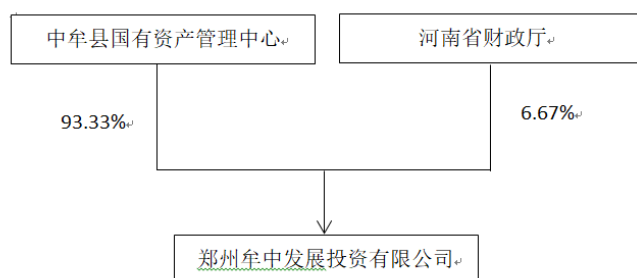 中牟县国有资产管理中心
河南省财政厅
93.33%
6.67%
郑州牟中发展投资有限公司